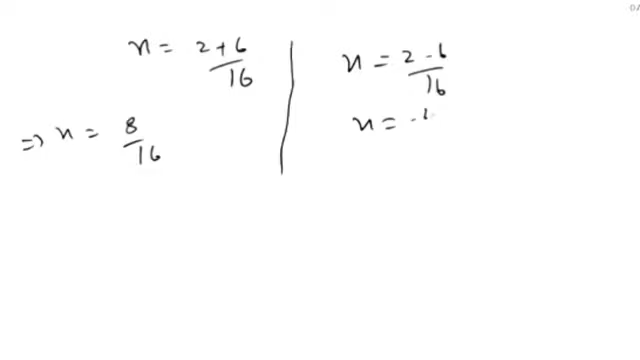 x = 2 + 6 / 16
⇒ x = 8 / 16
x = 2 - 6 / 16
x = -